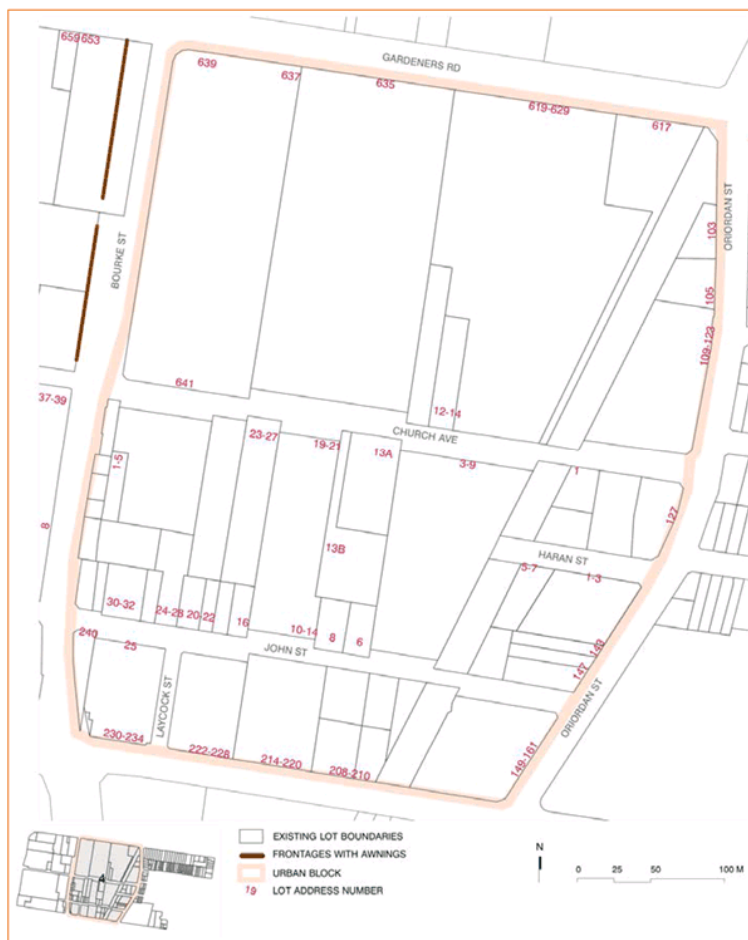 659 653
GARDENERS RD
639
637
635
619-629
617
ORIORDAN ST
103
105
109-123
BOURKE ST
641
12-14
37-39
CHURCH AVE
23-27
19-21
13A
3-9
1
1-5
127
8
13B
HARAN ST
1-3
30-32
24-28
20-22
16
10-14
8
6
240
25
JOHN ST
147
LAYCOCK ST
ORIORDAN ST
230-234
222-228
214-220
208-210
149-161
A
EXISTING LOT BOUNDARIES
FRONTAGES WITH AWNINGS
URBAN BLOCK
19 LOT ADDRESS NUMBER
N
0 25 50 100 M